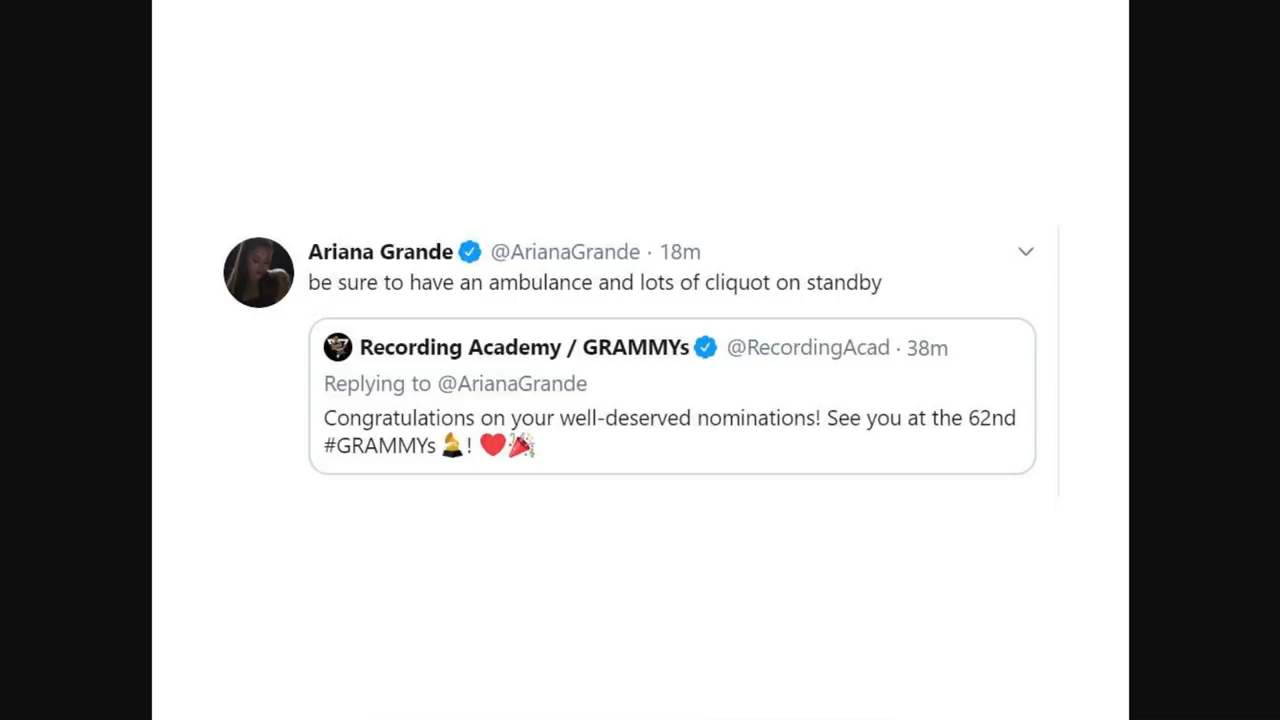 Ariana Grande @ArianaGrande · 18m
be sure to have an ambulance and lots of cliquot on standby
Recording Academy / GRAMMYs @RecordingAcad · 38m
Replying to @ArianaGrande
Congratulations on your well-deserved nominations! See you at the 62nd
#GRAMMYs ! ❤️🎉